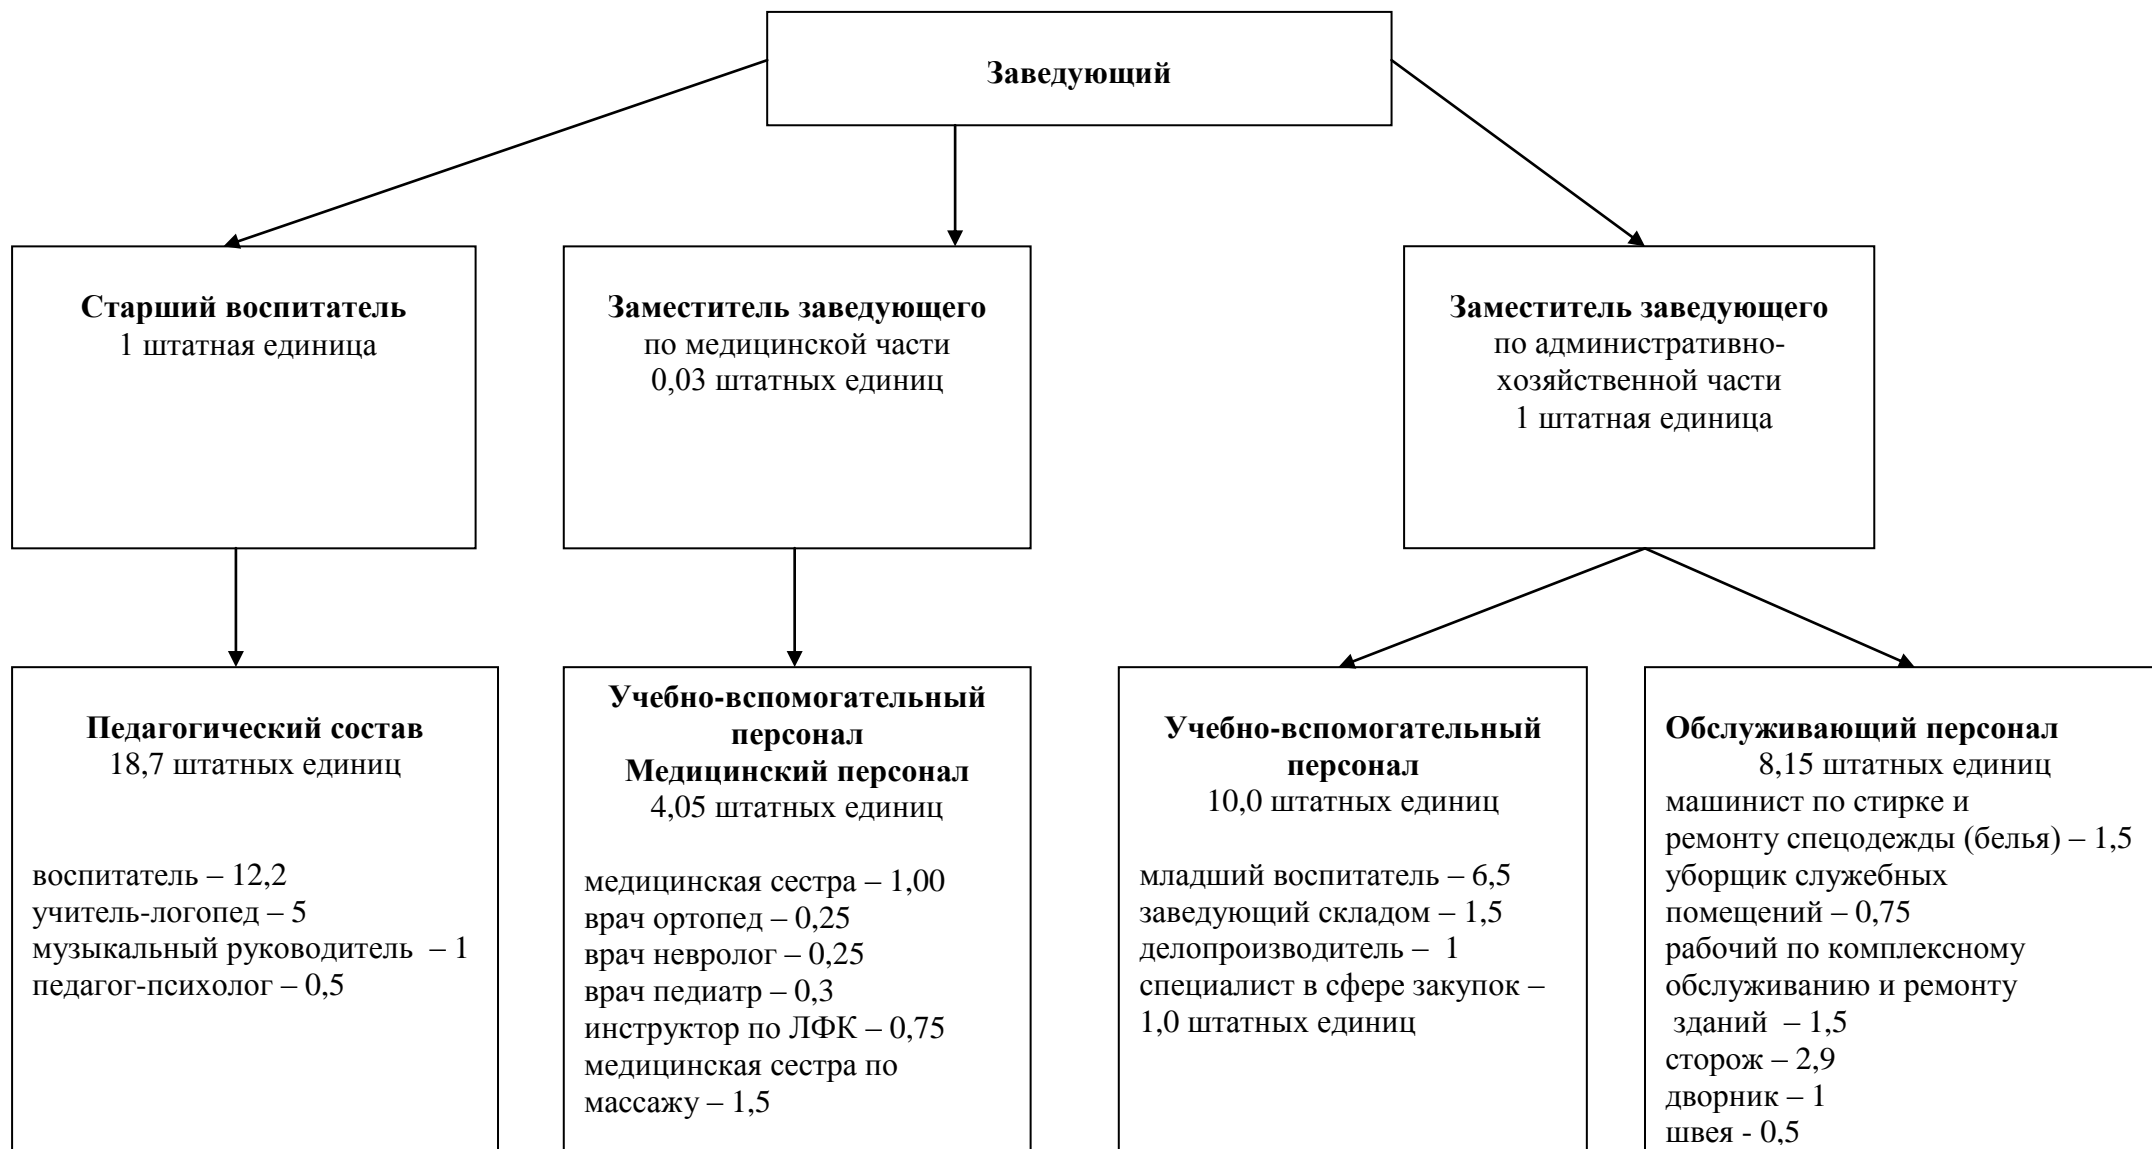 Заведующий
Старший воспитатель
1 штатная единица
Заместитель заведующего
по медицинской части
0,03 штатных единиц
Заместитель заведующего
по административно-
хозяйственной части
1 штатная единица
Педагогический состав
18,7 штатных единиц
воспитатель – 12,2
учитель-логопед – 5
музыкальный руководитель – 1
педагог-психолог – 0,5
Учебно-вспомогательный
персонал
Медицинский персонал
4,05 штатных единиц
медицинская сестра – 1,00
врач ортопед – 0,25
врач невролог – 0,25
врач педиатр – 0,3
инструктор по ЛФК – 0,75
медицинская сестра по
массажу – 1,5
Учебно-вспомогательный
персонал
10,0 штатных единиц
младший воспитатель – 6,5
заведующий складом – 1,5
делопроизводитель – 1
специалист в сфере закупок –
1,0 штатных единиц
Обслуживающий персонал
8,15 штатных единиц
машинист по стирке и
ремонту спецодежды (белья) – 1,5
уборщик служебных
помещений – 0,75
рабочий по комплексному
обслуживанию и ремонту
зданий – 1,5
сторож – 2,9
дворник – 1
швея - 0,5